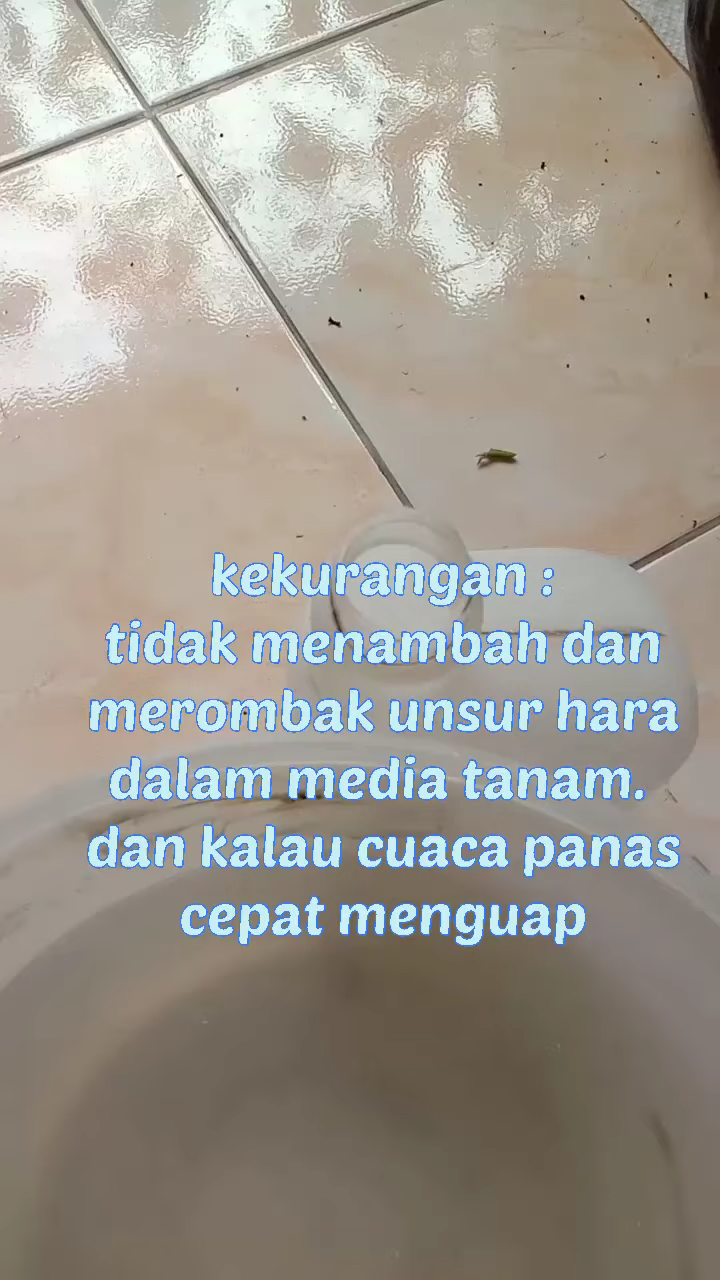 kekurangan :
tidak menambah dan
merombak unsur hara
dalam media tanam.
dan kalau cuaca panas
cepat menguap